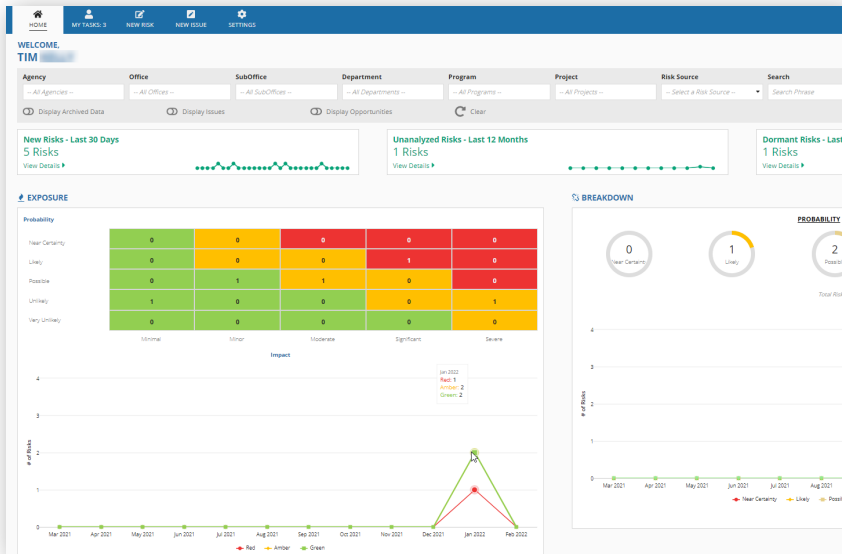 HOME
MY TASKS: 3
NEW RISK
NEW ISSUE
SETTINGS
WELCOME,
TIM
Agency
Office
SubOffice
Department
Program
Project
Risk Source
Search
-- All Agencies --
-- All Offices --
-- All SubOffices --
-- All Departments --
-- All Programs --
-- All Projects --
-- Select a Risk Source --
Search Phrase
Display Archived Data
Display Issues
Display Opportunities
Clear
New Risks - Last 30 Days
5 Risks
View Details
Unanalyzed Risks - Last 12 Months
1 Risks
View Details
Dormant Risks - Last
1 Risks
View Details
EXPOSURE
Probability
Near Certainty 0 0 0 0 0
Likely 0 0 0 1 0
Possible 0 1 1 0 0
Unlikely 1 0 0 0 1
Very Unlikely 0 0 0 0 0
Minimal Minor Moderate Significant Severe
Impact
Jan 2022
Red: 1
Amber: 2
Green: 2
# of Risks
4
3
2
1
0
Mar 2021 Apr 2021 May 2021 Jun 2021 Jul 2021 Aug 2021 Sep 2021 Oct 2021 Nov 2021 Dec 2021 Jan 2022 Feb 2022
Red Amber Green
BREAKDOWN
PROBABILITY
0
Near Certainty
1
Likely
2
Possible
Total Risk
# of Risks
4
3
2
1
0
Mar 2021 Apr 2021 May 2021 Jun 2021 Jul 2021 Aug 2021
Near Certainty Likely Possi